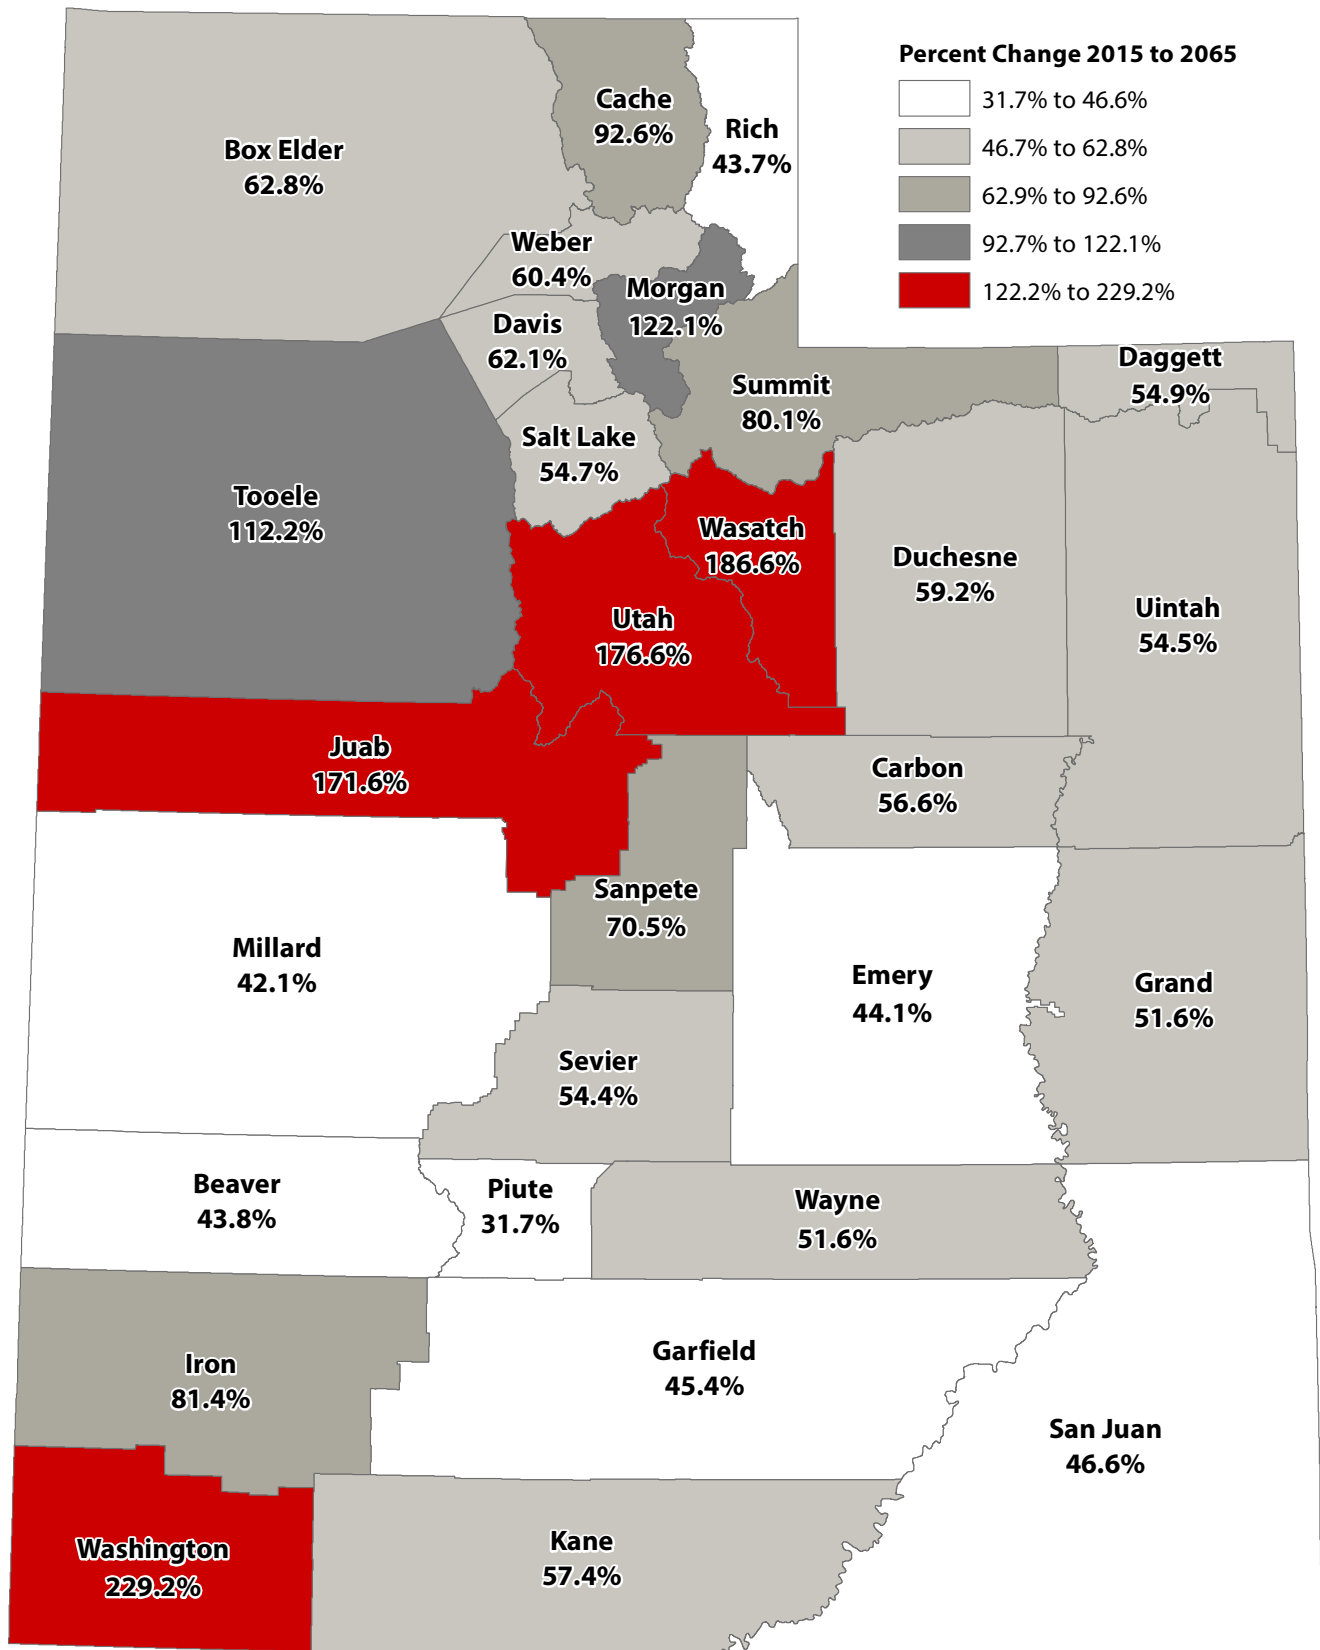 Percent Change 2015 to 2065
31.7% to 46.6%
46.7% to 62.8%
62.9% to 92.6%
92.7% to 122.1%
122.2% to 229.2%
Cache
92.6%
Rich
43.7%
Box Elder
62.8%
Weber
60.4%
Morgan
122.1%
Davis
62.1%
Daggett
54.9%
Summit
80.1%
Salt Lake
54.7%
Tooele
112.2%
Wasatch
186.6%
Duchesne
59.2%
Uintah
54.5%
Utah
176.6%
Juab
171.6%
Carbon
56.6%
Sanpete
70.5%
Millard
42.1%
Emery
44.1%
Grand
51.6%
Sevier
54.4%
Beaver
43.8%
Piute
31.7%
Wayne
51.6%
Iron
81.4%
Garfield
45.4%
San Juan
46.6%
Washington
229.2%
Kane
57.4%